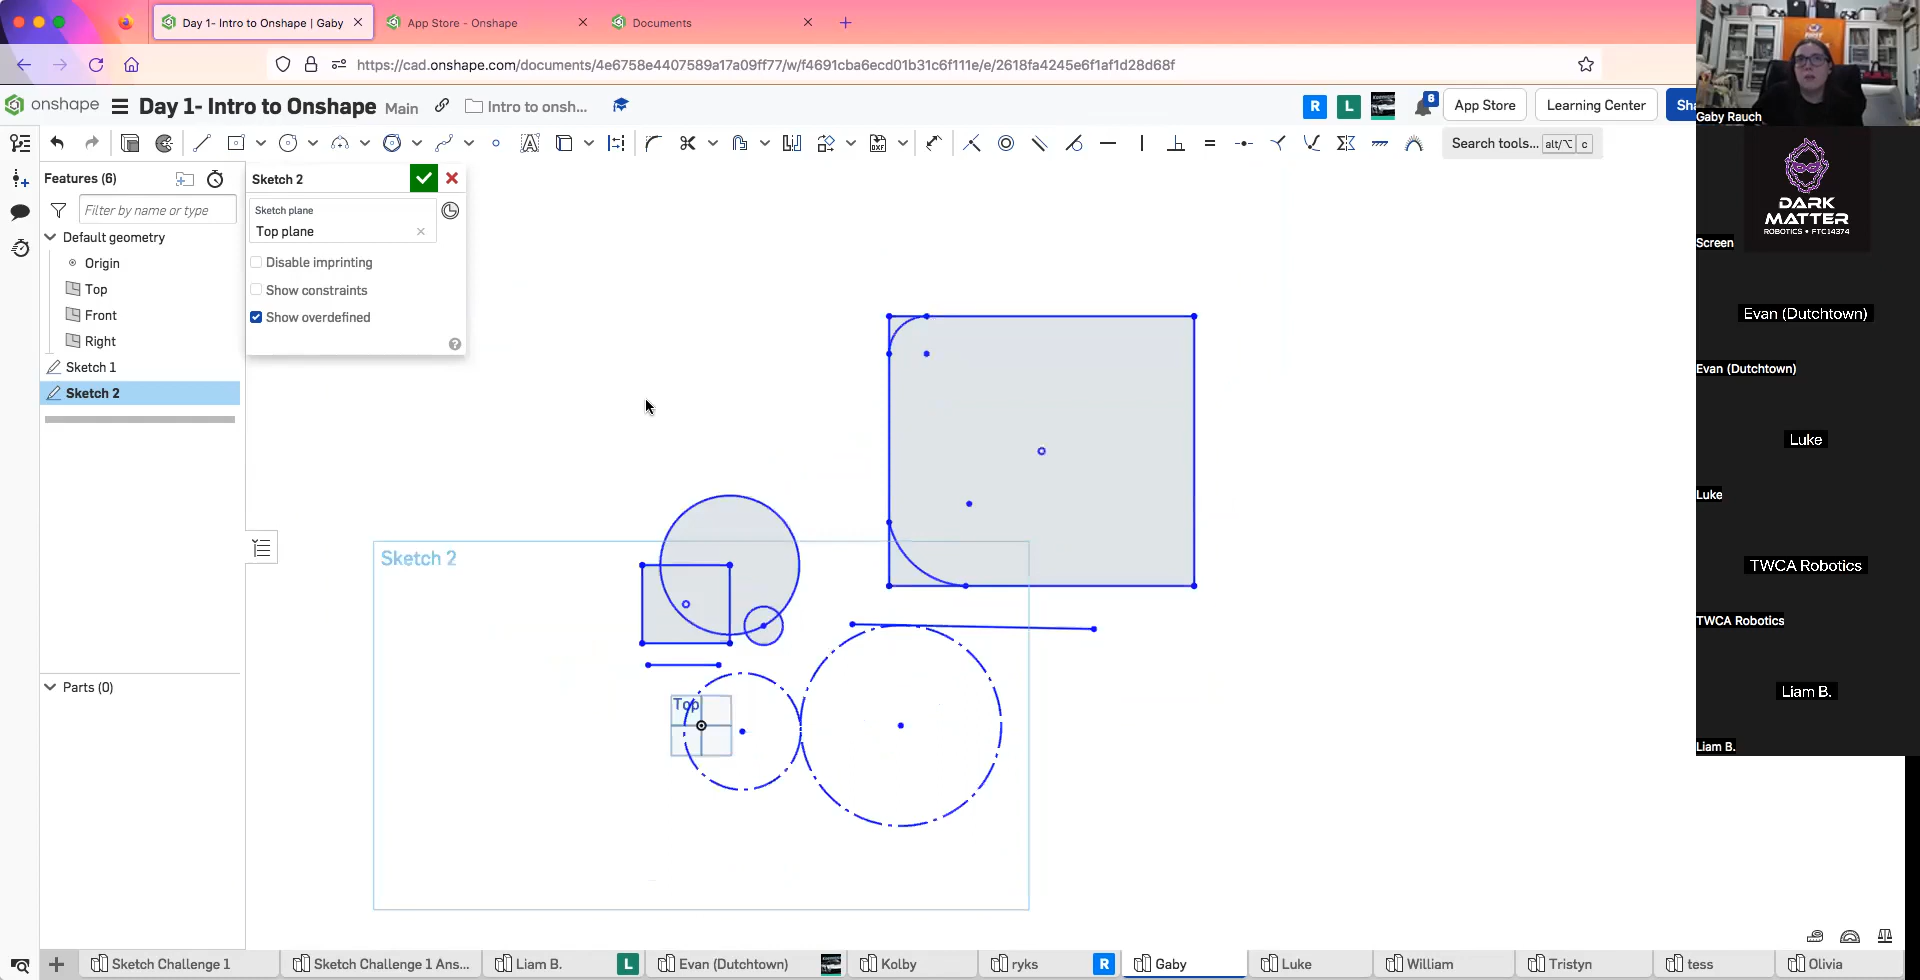 Day 1- Intro to Onshape | Gaby
App Store - Onshape
Documents
https://cad.onshape.com/documents/4e6758e4407589a17a09ff77/w/f4691cba6ecd01b31c6f111e/e/2618fa4245e6f1af1d28d68f
onshape
Day 1- Intro to Onshape
Main
Intro to onsh...
R
L
6
App Store
Learning Center
Sha
Search tools...
alt/⌥
c
Features (6)
Filter by name or type
Default geometry
Origin
Top
Front
Right
Sketch 1
Sketch 2
Parts (0)
Sketch 2
Sketch plane
Top plane
Disable imprinting
Show constraints
Show overdefined
Sketch 2
Top
Gaby Rauch
DARK
MATTER
ROBOTICS • FTC14374
Screen
Evan (Dutchtown)
Evan (Dutchtown)
Luke
Luke
TWCA Robotics
TWCA Robotics
Liam B.
Liam B.
Sketch Challenge 1
Sketch Challenge 1 Ans...
Liam B.
L
Evan (Dutchtown)
Kolby
ryks
R
Gaby
Luke
William
Tristyn
tess
Olivia